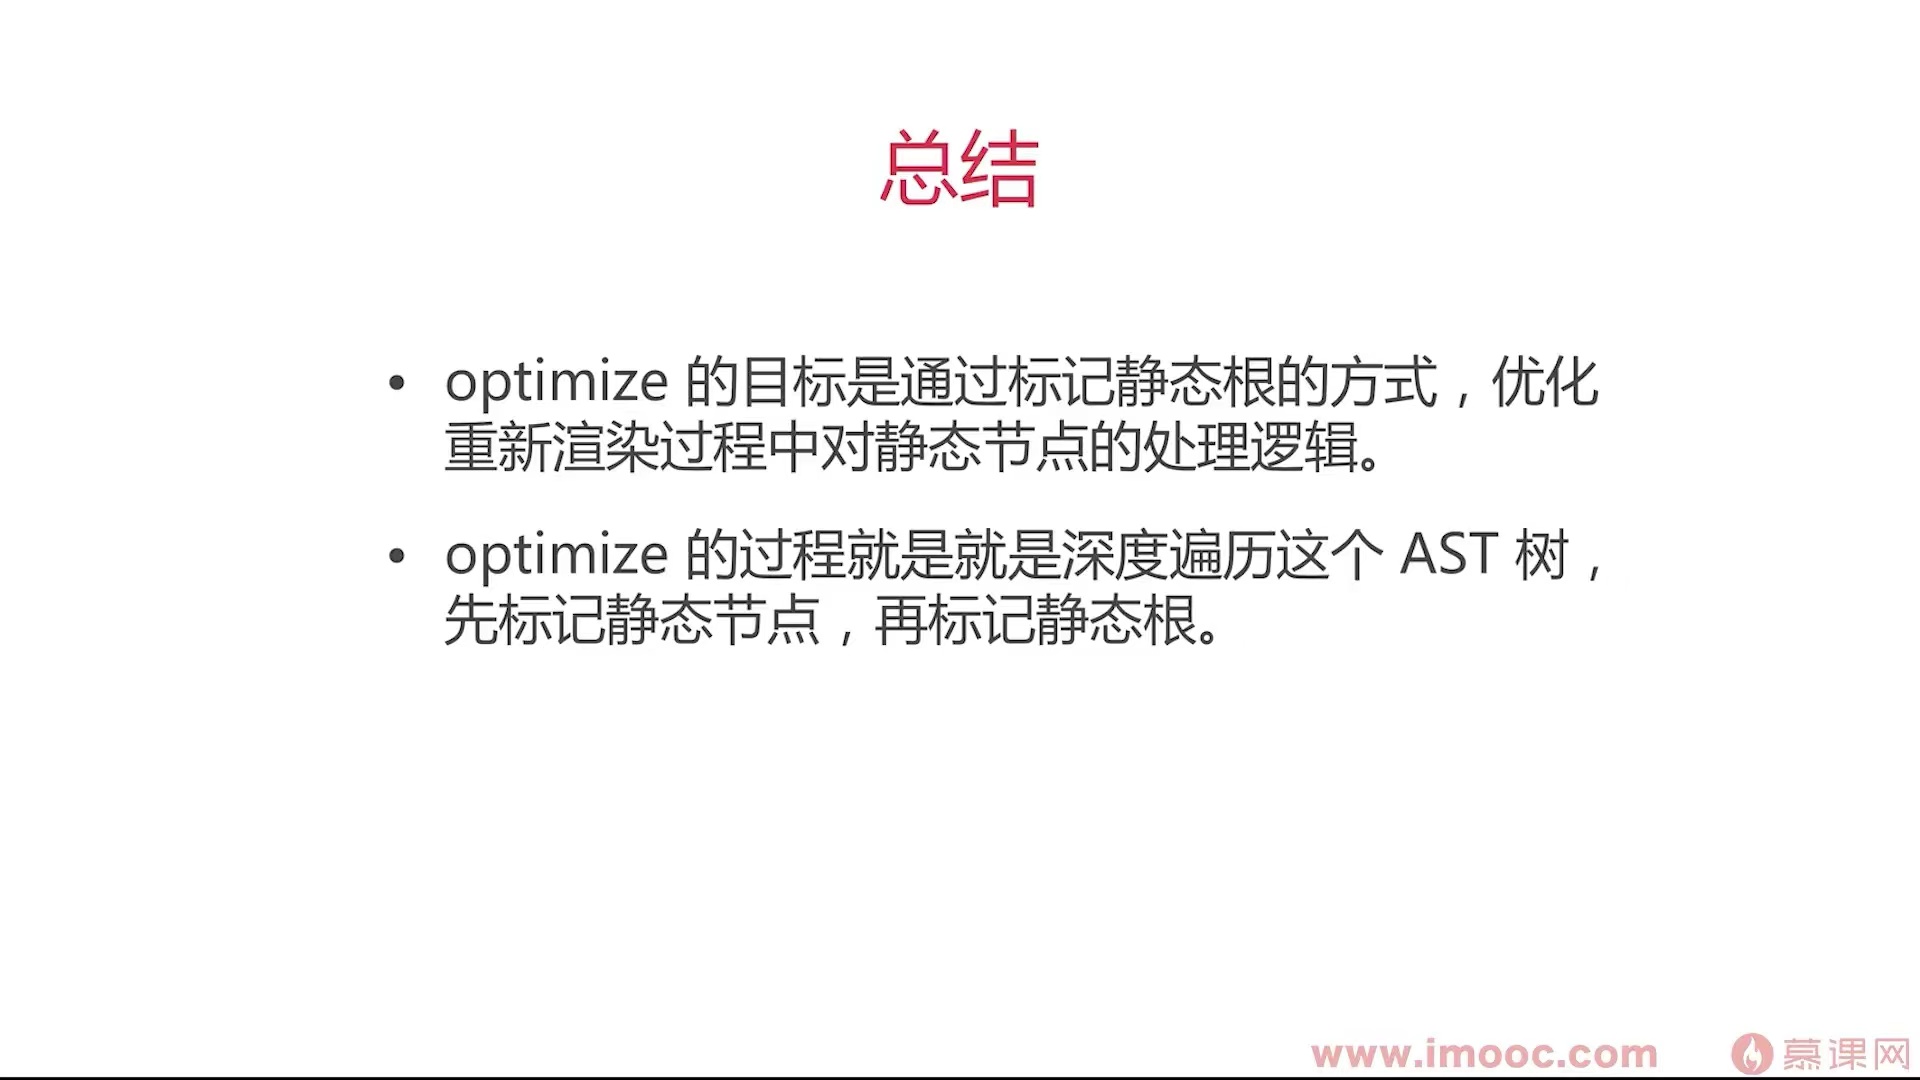 总结
• optimize 的目标是通过标记静态根的方式，优化
重新渲染过程中对静态节点的处理逻辑。
• optimize 的过程就是就是深度遍历这个 AST 树，
先标记静态节点，再标记静态根。
www.imooc.com 慕课网